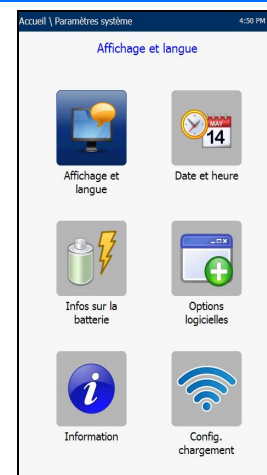 Accueil \ Paramètres système 4:50 PM
Affichage et langue
Affichage et
langue
MAY
14
Date et heure
Infos sur la
batterie
Options
logicielles
Information
Config.
chargement